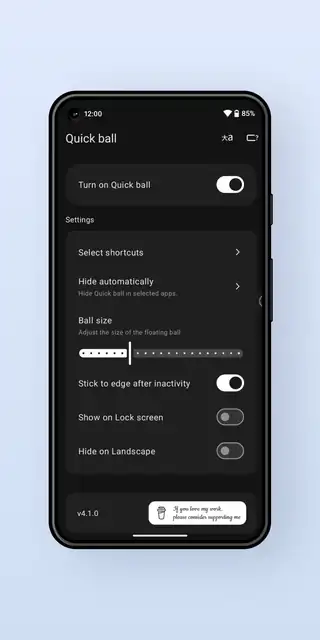 12:00
85%
Quick ball
大a
Turn on Quick ball
Settings
Select shortcuts
Hide automatically
Hide Quick ball in selected apps.
Ball size
Adjust the size of the floating ball
Stick to edge after inactivity
Show on Lock screen
Hide on Landscape
v4.1.0
If you love my work,
please consider supporting me